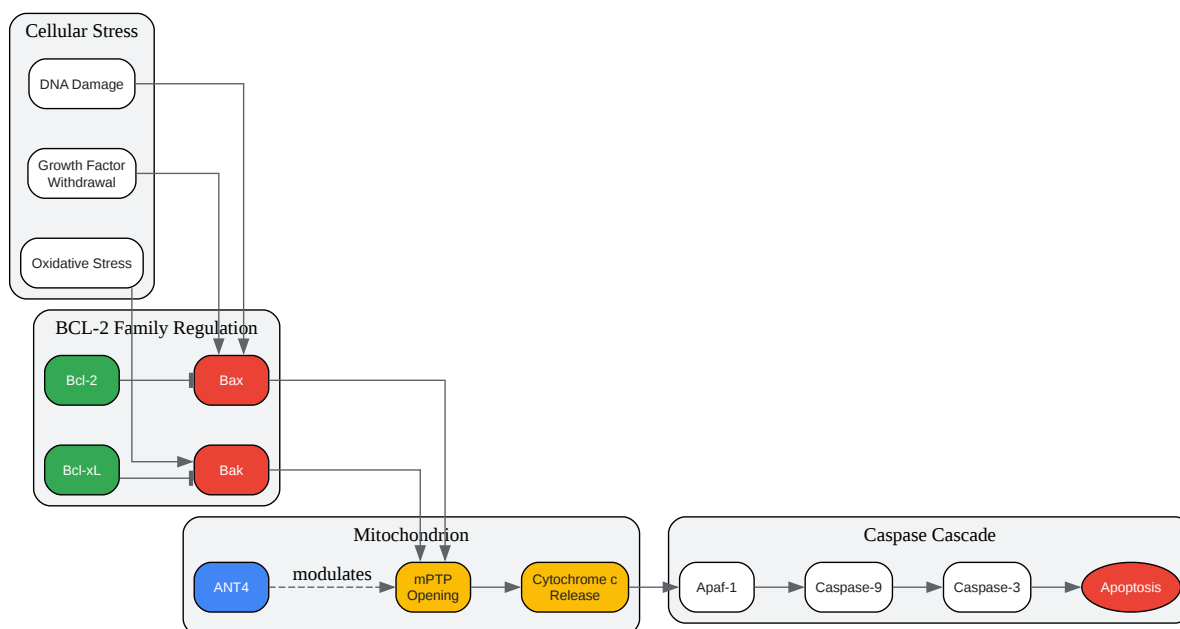 Cellular Stress
DNA Damage
Growth Factor
Withdrawal
Oxidative Stress
BCL-2 Family Regulation
Bcl-2
Bax
Bcl-xL
Bak
Mitochondrion
ANT4
modulates
mPTP
Opening
Cytochrome c
Release
Caspase Cascade
Apaf-1
Caspase-9
Caspase-3
Apoptosis